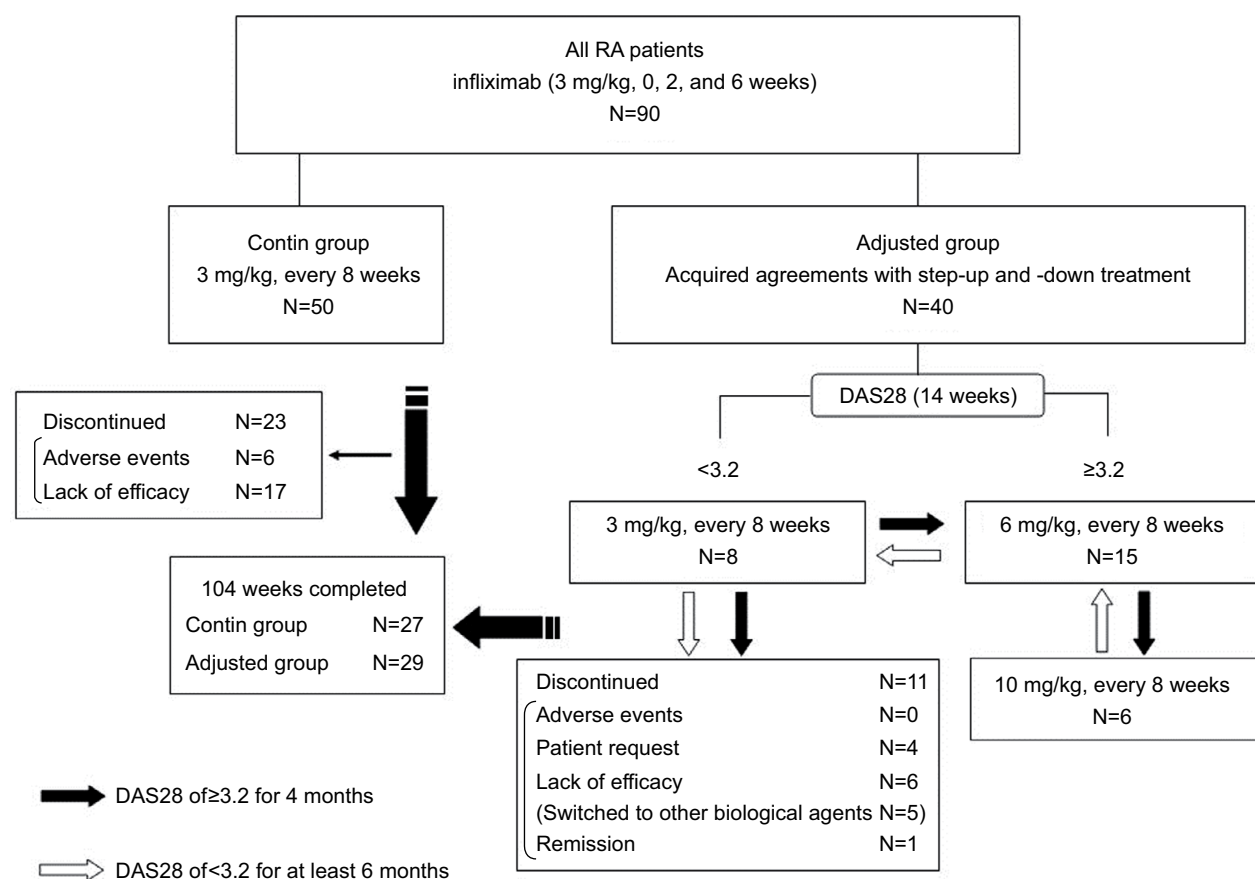 All RA patients
infliximab (3 mg/kg, 0, 2, and 6 weeks)
N=90
Contin group
3 mg/kg, every 8 weeks
N=50
Adjusted group
Acquired agreements with step-up and -down treatment
N=40
DAS28 (14 weeks)
<3.2
≥3.2
Discontinued N=23
Adverse events N=6
Lack of efficacy N=17
3 mg/kg, every 8 weeks
N=8
6 mg/kg, every 8 weeks
N=15
104 weeks completed
Contin group N=27
Adjusted group N=29
10 mg/kg, every 8 weeks
N=6
Discontinued N=11
Adverse events N=0
Patient request N=4
Lack of efficacy N=6
(Switched to other biological agents N=5)
Remission N=1
DAS28 of≥3.2 for 4 months
DAS28 of<3.2 for at least 6 months